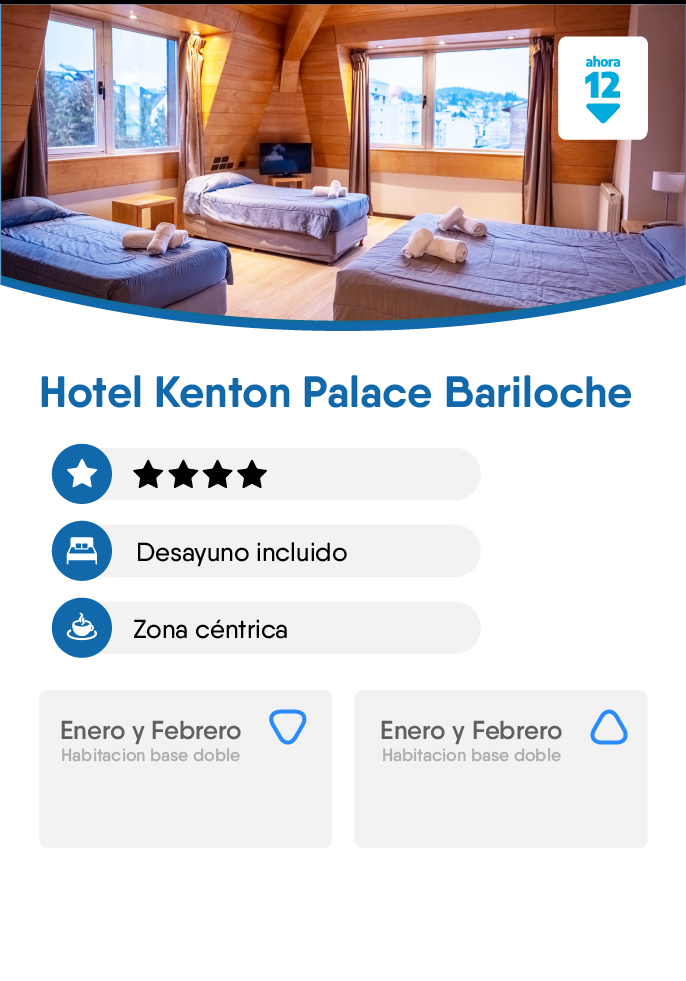 ahora
12
Hotel Kenton Palace Bariloche
Desayuno incluido
Zona céntrica
Enero y Febrero
Habitacion base doble
Enero y Febrero
Habitacion base doble